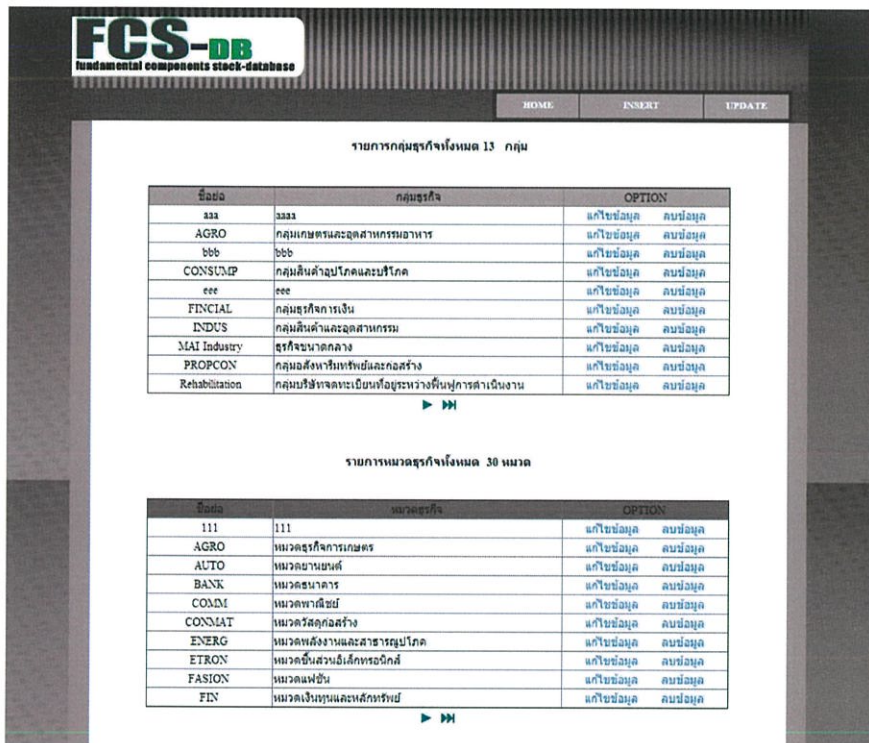 FCS-DB
fundamental components stock-database
HOME INSERT UPDATE
รายการกลุ่มธุรกิจทั้งหมด 13 กลุ่ม
ชื่อย่อ กลุ่มธุรกิจ OPTION
aaa aaaa แก้ไขข้อมูล ลบข้อมูล
AGRO กลุ่มเกษตรและอุตสาหกรรมอาหาร แก้ไขข้อมูล ลบข้อมูล
bbb bbb แก้ไขข้อมูล ลบข้อมูล
CONSUMP กลุ่มสินค้าอุปโภคและบริโภค แก้ไขข้อมูล ลบข้อมูล
eee eee แก้ไขข้อมูล ลบข้อมูล
FINCIAL กลุ่มธุรกิจการเงิน แก้ไขข้อมูล ลบข้อมูล
INDUS กลุ่มสินค้าและอุตสาหกรรม แก้ไขข้อมูล ลบข้อมูล
MAI Industry ธุรกิจขนาดกลาง แก้ไขข้อมูล ลบข้อมูล
PROPCON กลุ่มอสังหาริมทรัพย์และก่อสร้าง แก้ไขข้อมูล ลบข้อมูล
Rehabilitation กลุ่มบริษัทจดทะเบียนที่อยู่ระหว่างฟื้นฟูการดำเนินงาน แก้ไขข้อมูล ลบข้อมูล
รายการหมวดธุรกิจทั้งหมด 30 หมวด
ชื่อย่อ หมวดธุรกิจ OPTION
111 111 แก้ไขข้อมูล ลบข้อมูล
AGRO หมวดธุรกิจการเกษตร แก้ไขข้อมูล ลบข้อมูล
AUTO หมวดยานยนต์ แก้ไขข้อมูล ลบข้อมูล
BANK หมวดธนาคาร แก้ไขข้อมูล ลบข้อมูล
COMM หมวดพาณิชย์ แก้ไขข้อมูล ลบข้อมูล
CONMAT หมวดวัสดุก่อสร้าง แก้ไขข้อมูล ลบข้อมูล
ENERG หมวดพลังงานและสาธารณูปโภค แก้ไขข้อมูล ลบข้อมูล
ETRON หมวดชิ้นส่วนอิเล็กทรอนิกส์ แก้ไขข้อมูล ลบข้อมูล
FASION หมวดแฟชั่น แก้ไขข้อมูล ลบข้อมูล
FIN หมวดเงินทุนและหลักทรัพย์ แก้ไขข้อมูล ลบข้อมูล